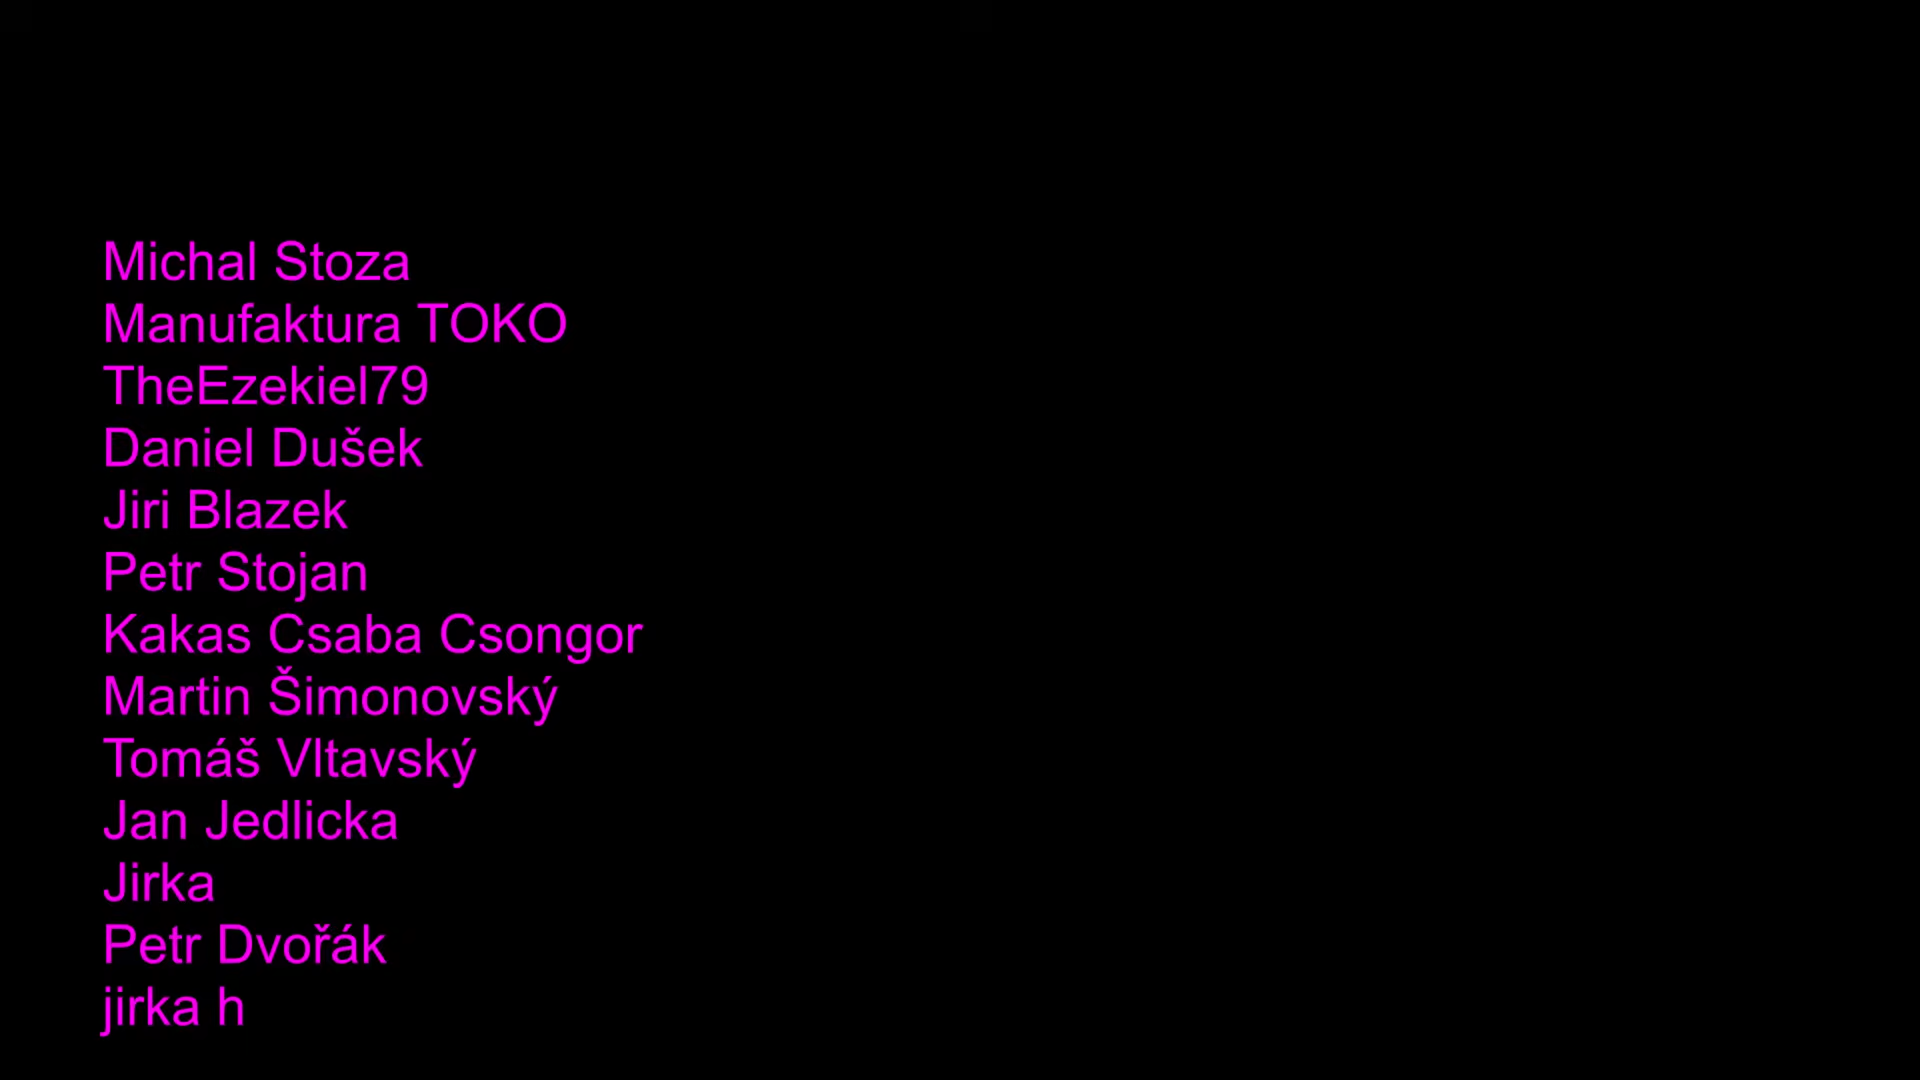 Michal Stoza
Manufaktura TOKO
TheEzekiel79
Daniel Dušek
Jiri Blazek
Petr Stojan
Kakas Csaba Csongor
Martin Šimonovský
Tomáš Vltavský
Jan Jedlicka
Jirka
Petr Dvořák
jirka h